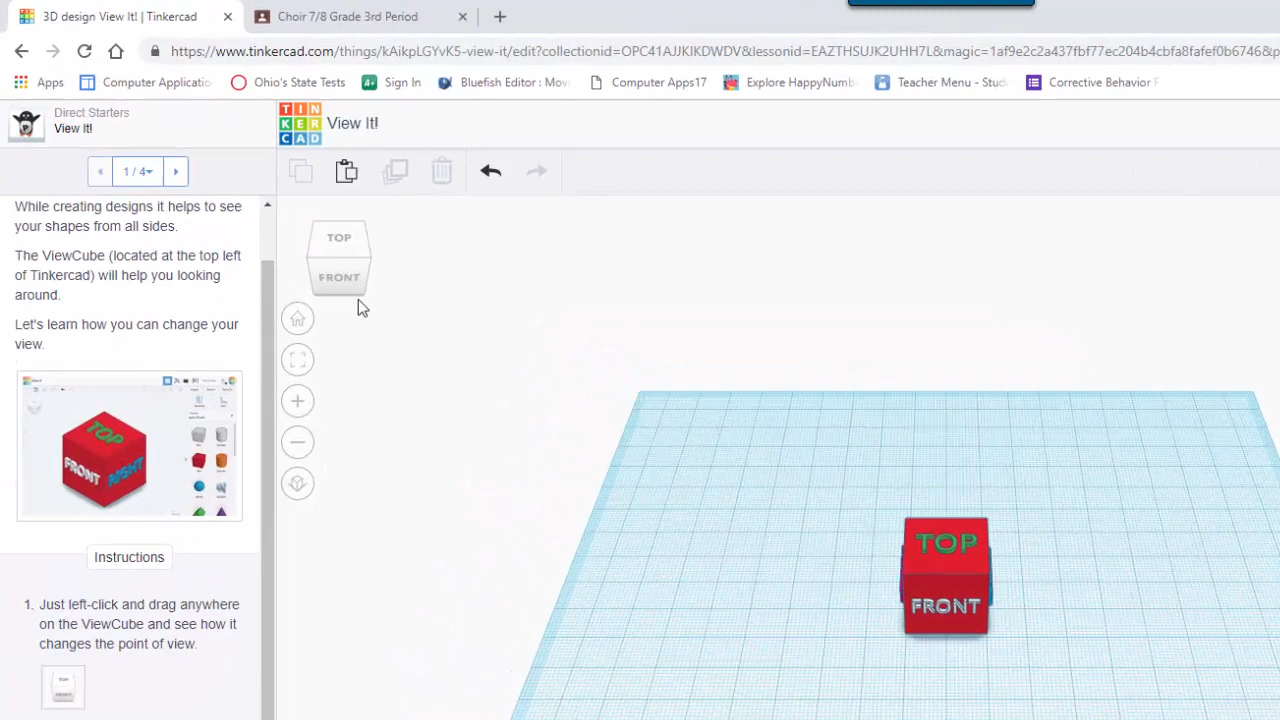 3D design View It! | Tinkercad
Choir 7/8 Grade 3rd Period
https://www.tinkercad.com/things/kAikpLGYvK5-view-it/edit?collectionid=OPC41AJJKIKDWDV&lessonid=EAZTHSUJK2UHH7L&magic=1af9e2c2a437fbf77ec204b4cbfa8fafef0b6746&p
Apps
Computer Application
Ohio's State Tests
A+
Sign In
Bluefish Editor : Mov
Computer Apps17
Explore HappyNumb
Teacher Menu - Stud
Corrective Behavior F
Direct Starters
View It!
TIN
KER
CAD
View It!
1 / 4
While creating designs it helps to see
your shapes from all sides.
The ViewCube (located at the top left
of Tinkercad) will help you looking
around.
Let's learn how you can change your
view.
TOP
FRONT
RIGHT
Instructions
1. Just left-click and drag anywhere
on the ViewCube and see how it
changes the point of view.
TOP
FRONT
TOP
FRONT
TOP
FRONT